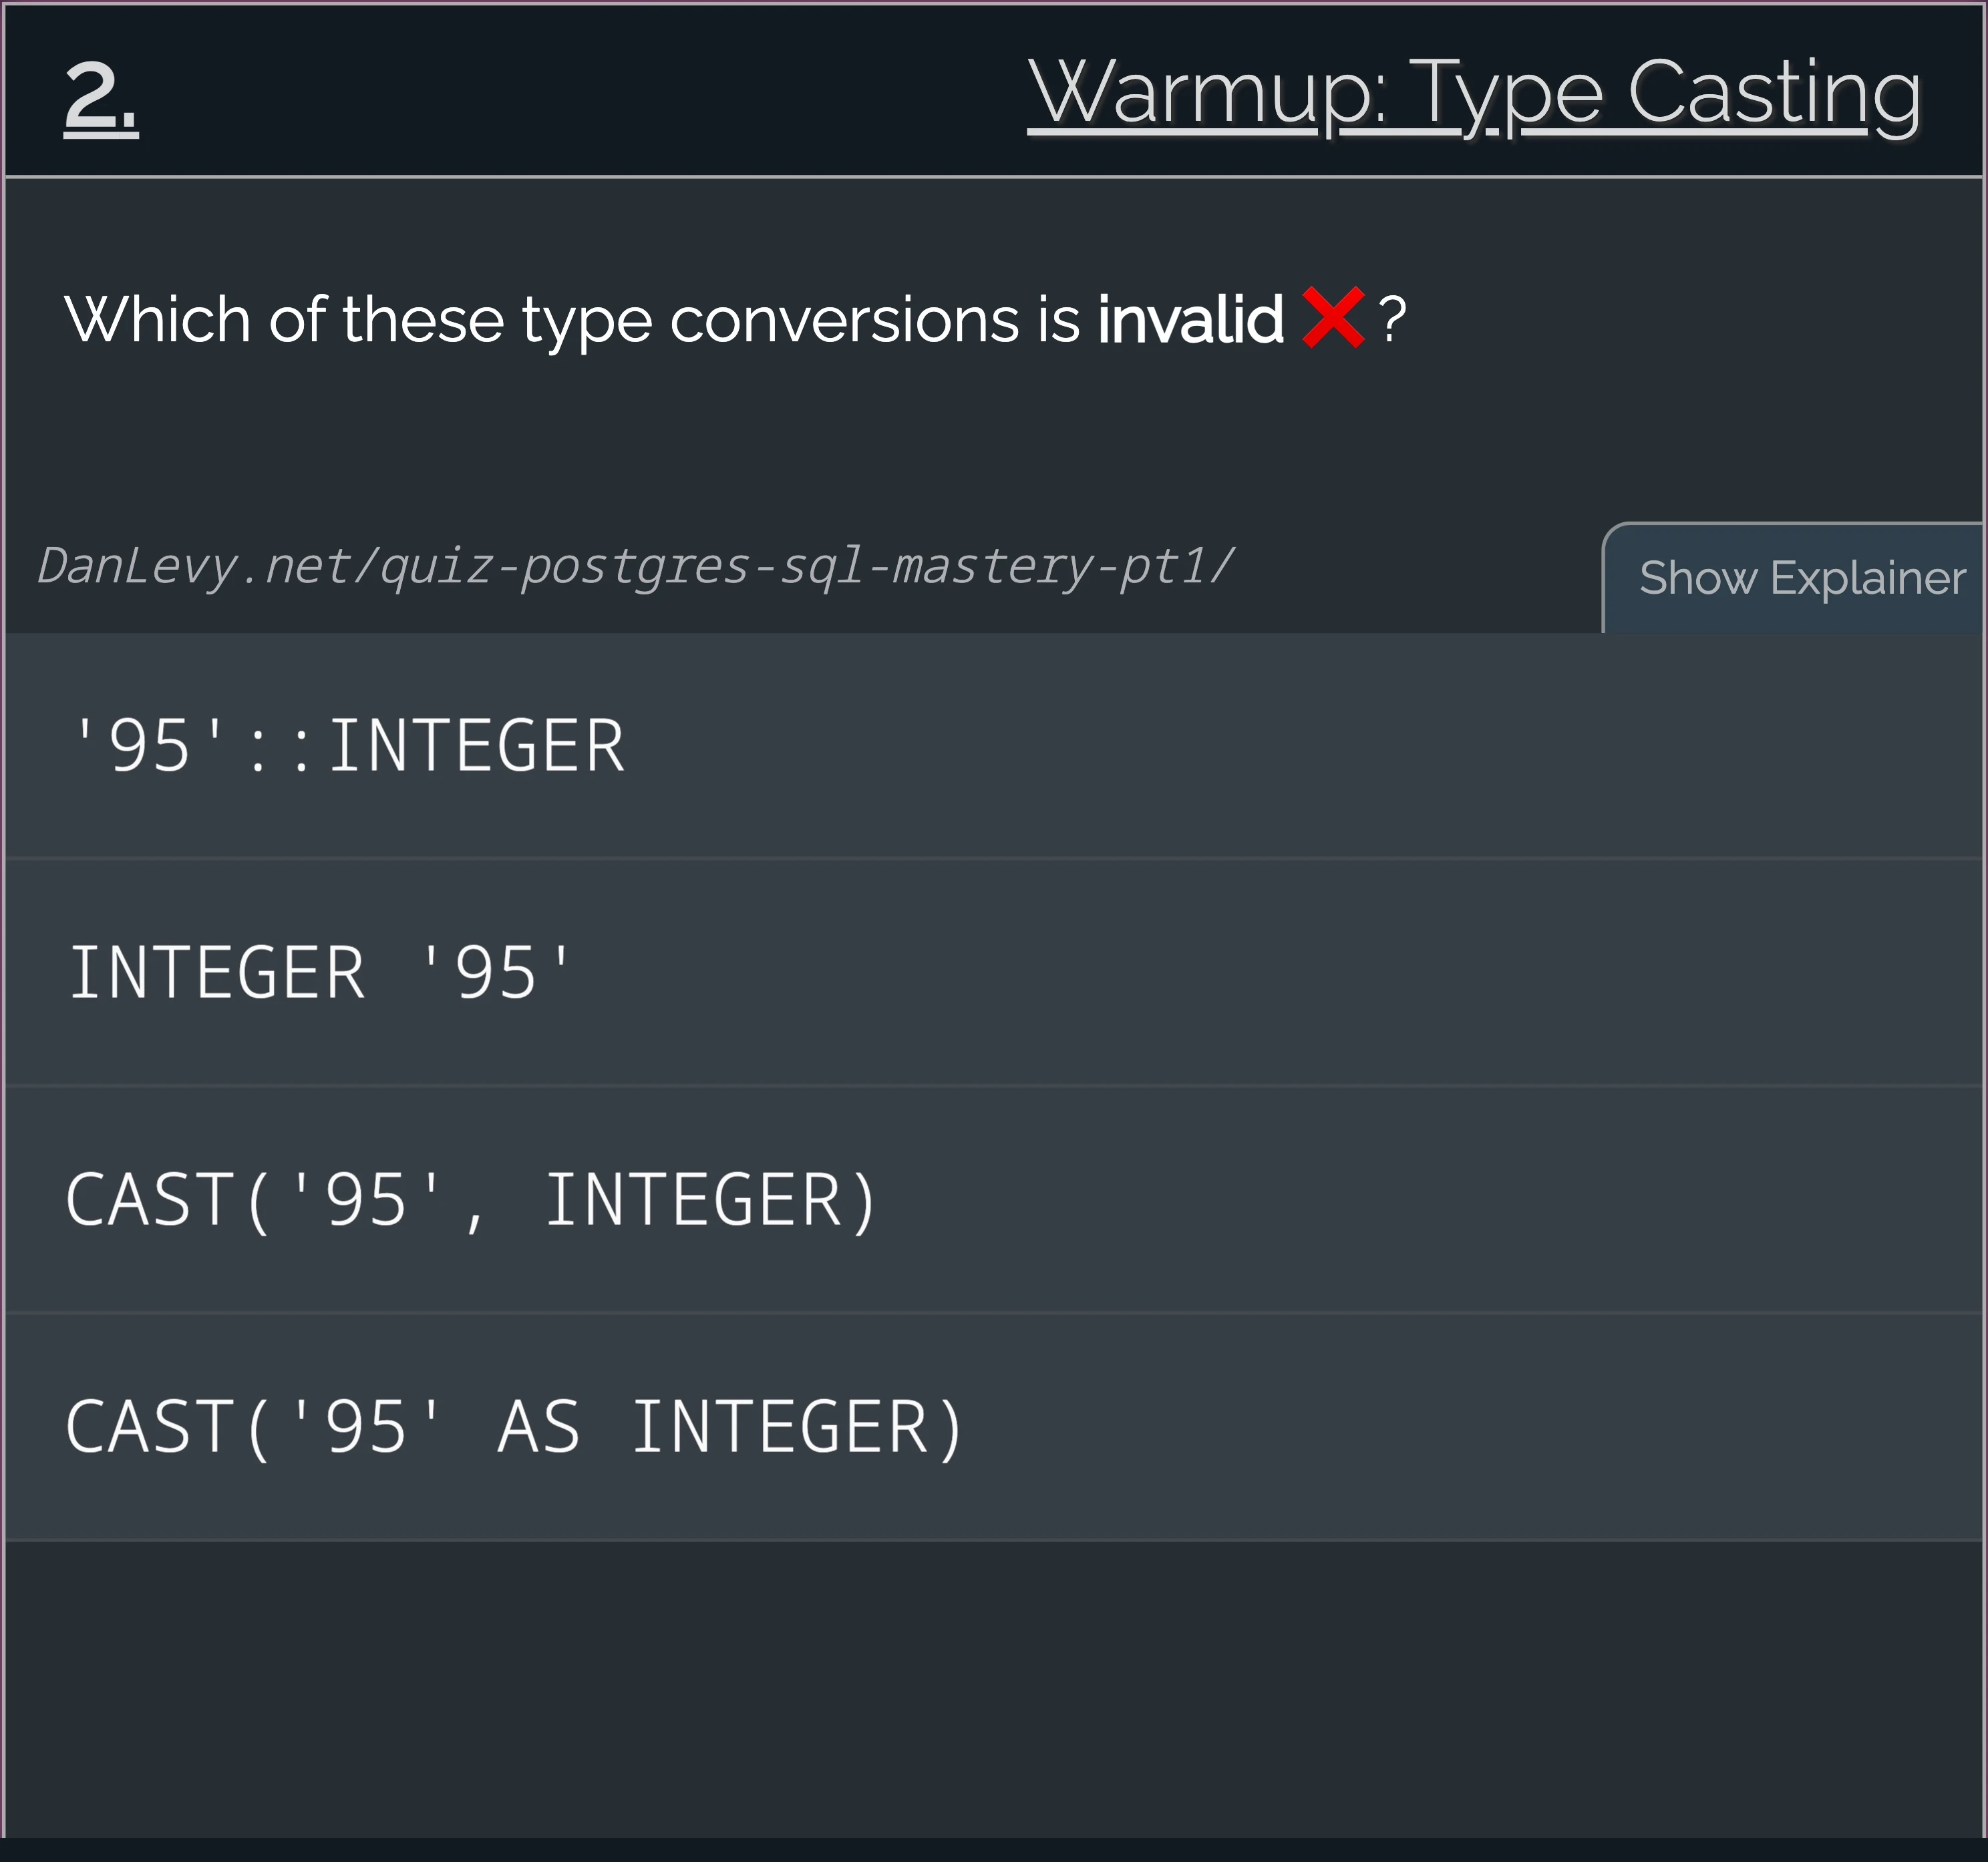 2.
Warmup: Type Casting
Which of these type conversions is invalid ❌ ?
DanLevy.net/quiz-postgres-sql-mastery-pt1/
Show Explainer
'95'::INTEGER
INTEGER '95'
CAST('95', INTEGER)
CAST('95' AS INTEGER)